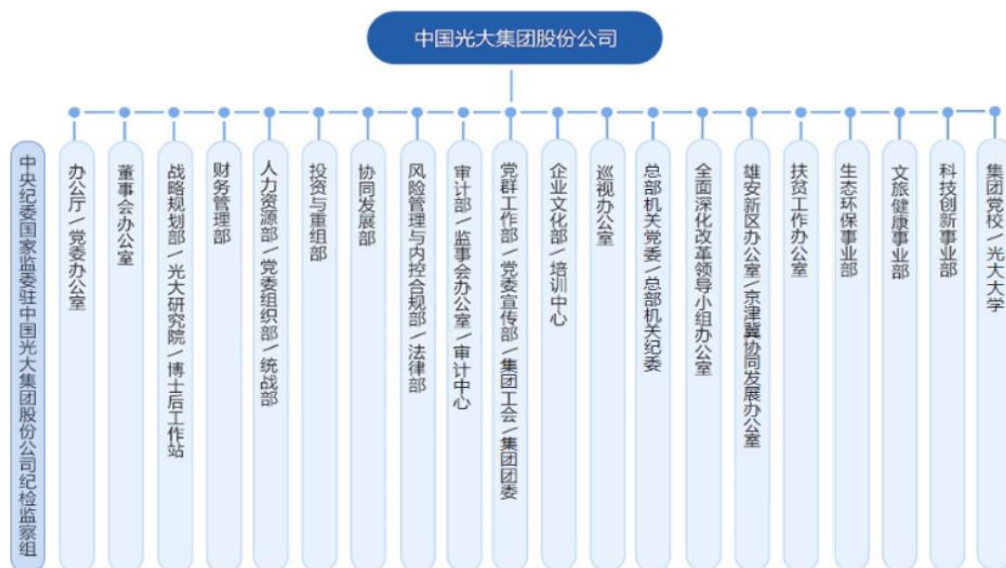 中国光大集团股份公司
中央纪委国家监委驻中国光大集团股份公司纪检监察组
办公厅/党委办公室
董事会办公室
战略规划部/光大研究院/博士后工作站
财务管理部
人力资源部/党委组织部/统战部
投资与重组部
协同发展部
风险管理与内控合规部/法律部
审计部/监事会办公室/审计中心
党群工作部/党委宣传部/集团工会/集团团委
企业文化部/培训中心
巡视办公室
总部机关党委/总部机关纪委
全面深化改革领导小组办公室
雄安新区办公室/京津冀协同发展办公室
扶贫工作办公室
生态环保事业部
文旅健康事业部
科技创新事业部
集团党校/光大大学